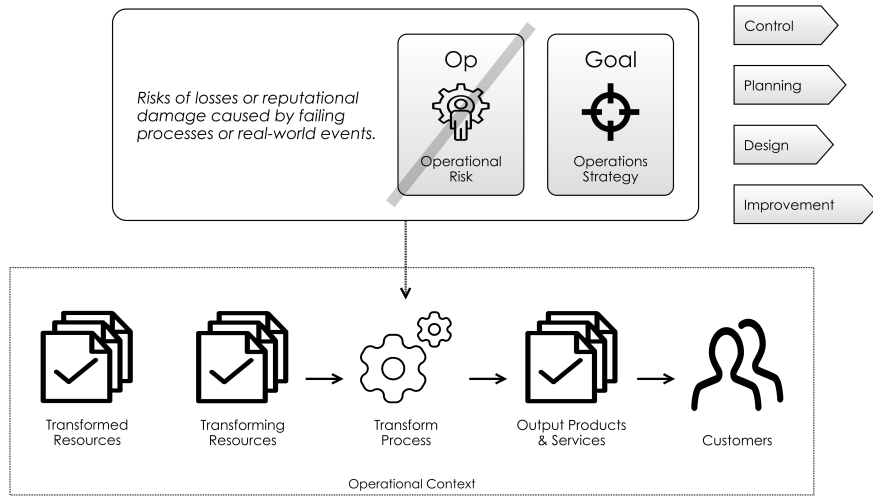 Risks of losses or reputational
damage caused by failing
processes or real-world events.
Op
Operational
Risk
Goal
Operations
Strategy
Control
Planning
Design
Improvement
Transformed
Resources
Transforming
Resources
Transform
Process
Output Products
& Services
Customers
Operational Context